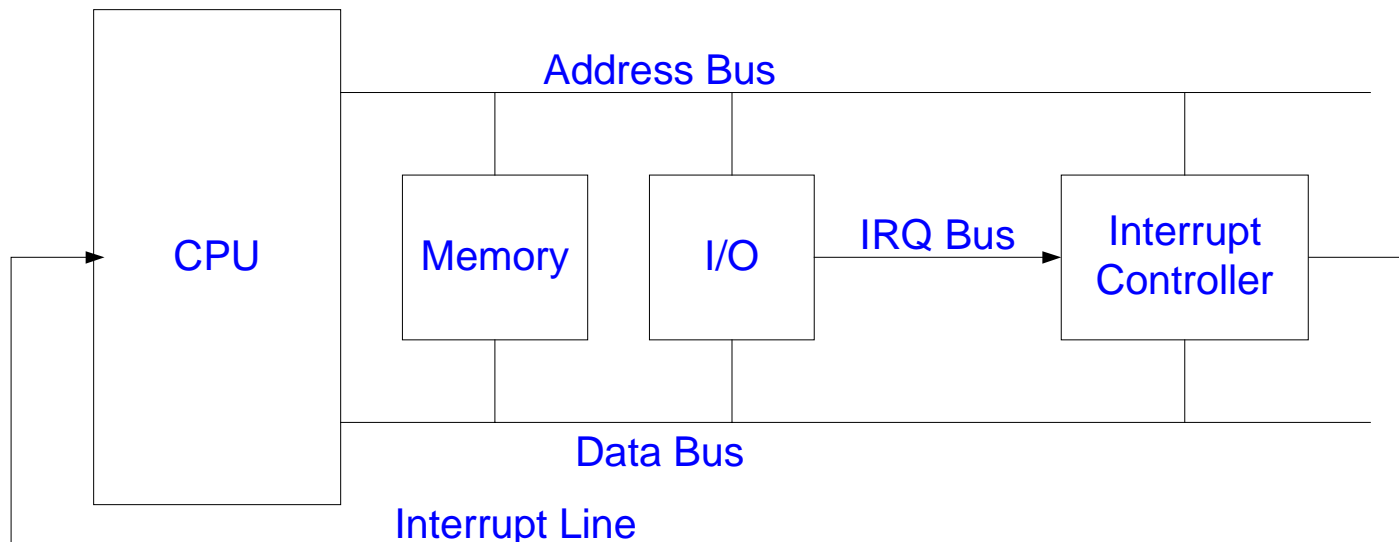 Address Bus
CPU
Memory
I/O
IRQ Bus
Interrupt
Controller
Data Bus
Interrupt Line